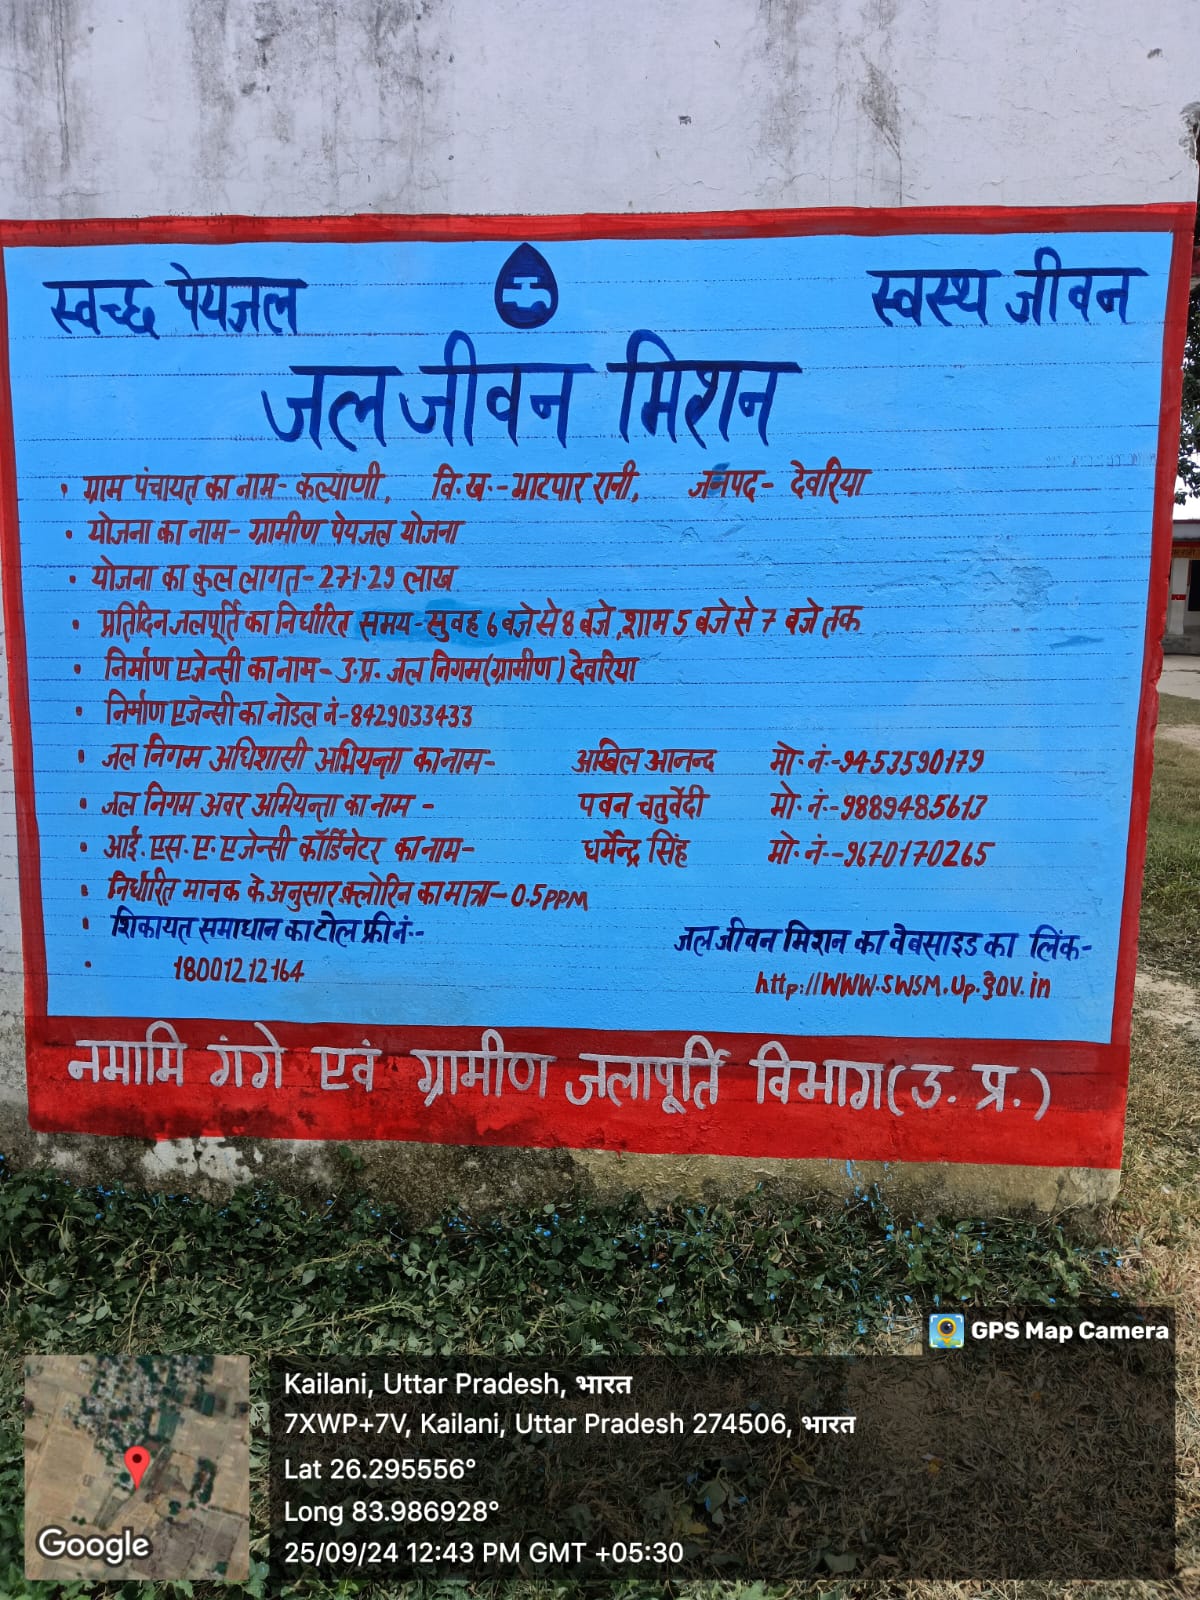 स्वच्छ पेयजल स्वस्थ जीवन
जल जीवन मिशन
• ग्राम पंचायत का नाम- कल्याणी, वि.ख.-भाटपार रानी, जनपद- देवरिया
• योजना का नाम- ग्रामीण पेयजल योजना
• योजना का कुल लागत- 271.29 लाख
• प्रतिदिन जलपूर्ति का निर्धारित समय-सुवह 6 बजे से 8 बजे, शाम 5 बजे से 7 बजे तक
• निर्माण एजेन्सी का नाम- उ.प्र. जल निगम(ग्रामीण) देवरिया
• निर्माण एजेन्सी का नोडल नं-8429033433
• जल निगम अधिशासी अभियन्ता का नाम- अखिल आनन्द मो.नं.-9453590179
• जल निगम अवर अभियन्ता का नाम - पवन चतुर्वेदी मो.नं.-9889485613
• आई.एस.ए.एजेन्सी कॉर्डिनेटर का नाम- धर्मेन्द्र सिंह मो.नं.-9670170265
• निर्धारित मानक के अनुसार क्लोरिन का मात्रा- 0.5PPM
• शिकायत समाधान का टोल फ्री नं.- जल जीवन मिशन का वेबसाइड का लिंक-
• 18001212164 http://WWW.SWSM.Up.gov.in
नमामि गंगे एवं ग्रामीण जलापूर्ति विभाग(उ. प्र.)
GPS Map Camera
Kailani, Uttar Pradesh, भारत
7XWP+7V, Kailani, Uttar Pradesh 274506, भारत
Lat 26.295556°
Long 83.986928°
25/09/24 12:43 PM GMT +05:30
Google